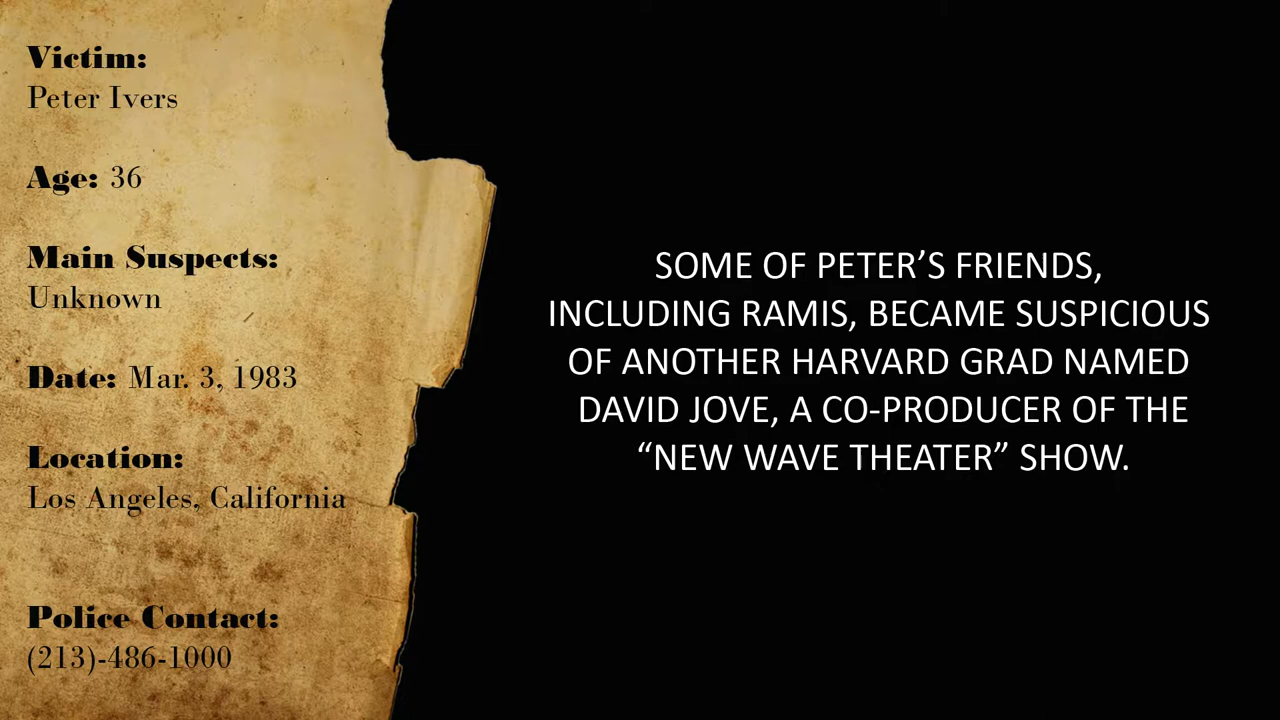 Victim:
Peter Ivers
Age: 36
Main Suspects:
Unknown
Date: Mar. 3, 1983
Location:
Los Angeles, California
Police Contact:
(213)-486-1000
SOME OF PETER’S FRIENDS,
INCLUDING RAMIS, BECAME SUSPICIOUS
OF ANOTHER HARVARD GRAD NAMED
DAVID JOVE, A CO-PRODUCER OF THE
“NEW WAVE THEATER” SHOW.